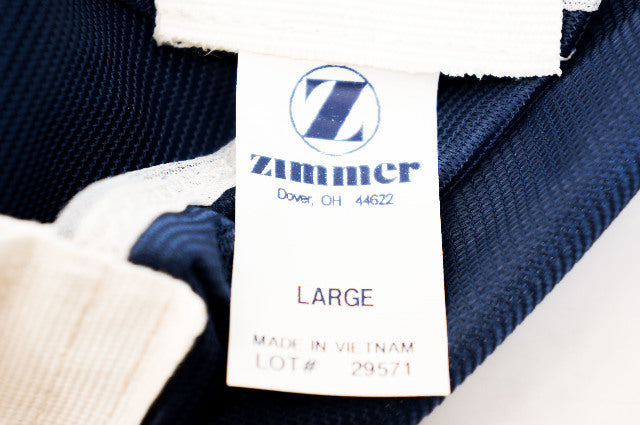 Z
zimmer
Dover, OH 44622
LARGE
MADE IN VIETNAM
LOT# 29571